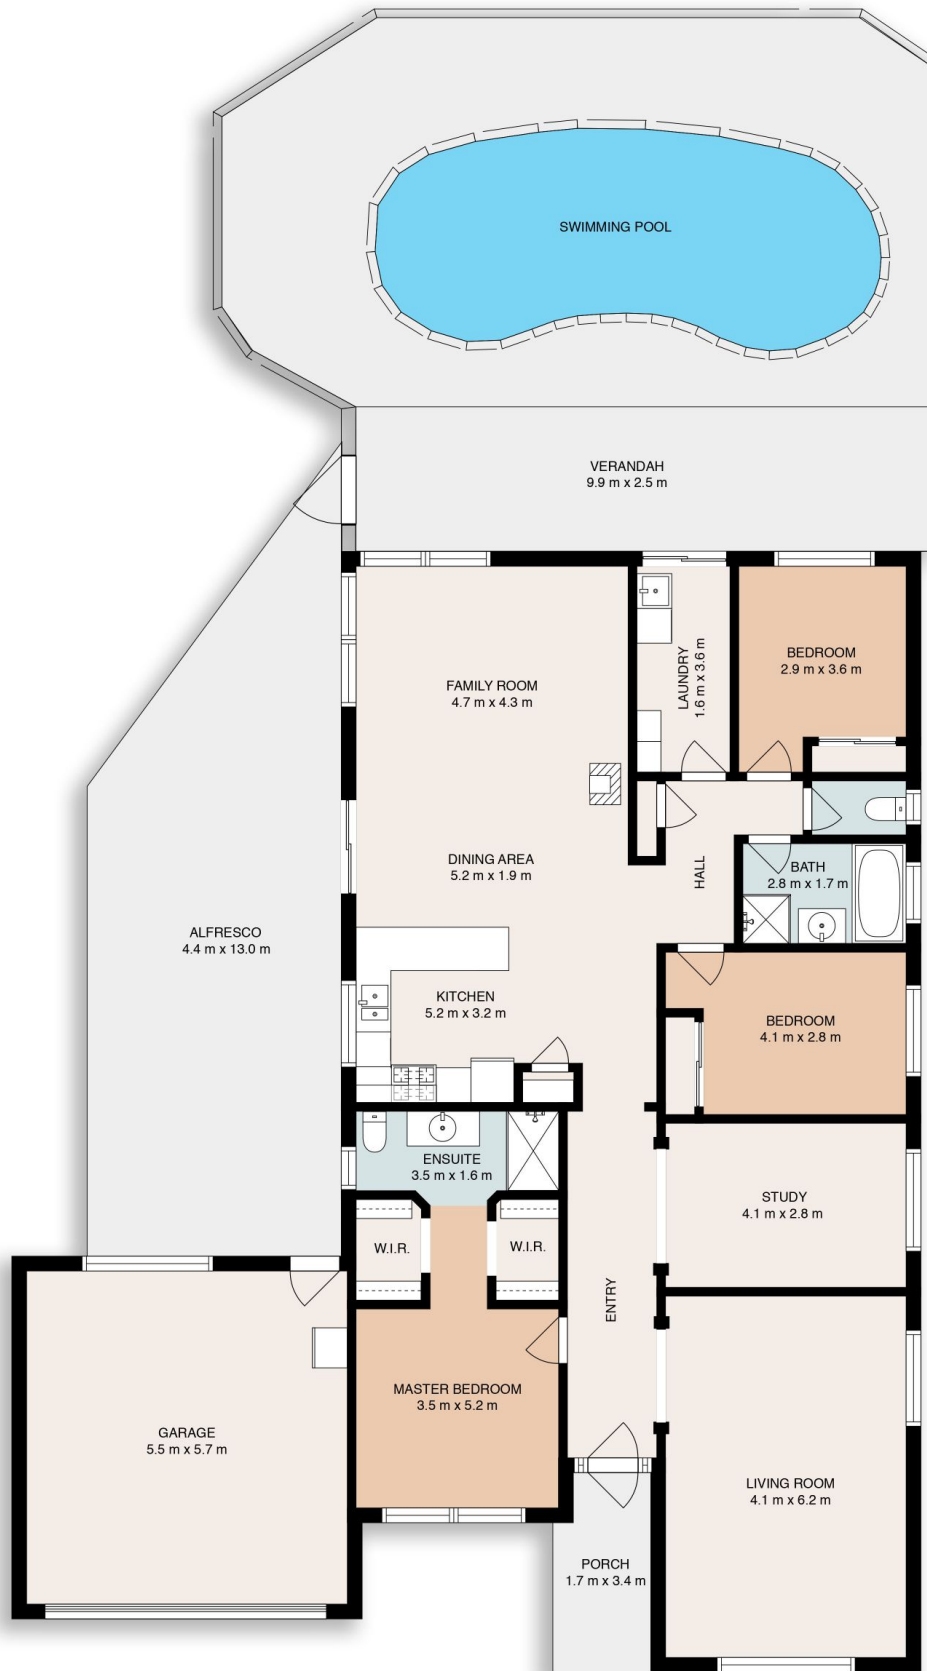 SWIMMING POOL
VERANDAH
9.9 m x 2.5 m
FAMILY ROOM
4.7 m x 4.3 m
LAUNDRY
1.6 m x 3.6 m
BEDROOM
2.9 m x 3.6 m
DINING AREA
5.2 m x 1.9 m
HALL
BATH
2.8 m x 1.7 m
ALFRESCO
4.4 m x 13.0 m
KITCHEN
5.2 m x 3.2 m
BEDROOM
4.1 m x 2.8 m
ENSUITE
3.5 m x 1.6 m
STUDY
4.1 m x 2.8 m
W.I.R.
W.I.R.
ENTRY
MASTER BEDROOM
3.5 m x 5.2 m
GARAGE
5.5 m x 5.7 m
LIVING ROOM
4.1 m x 6.2 m
PORCH
1.7 m x 3.4 m